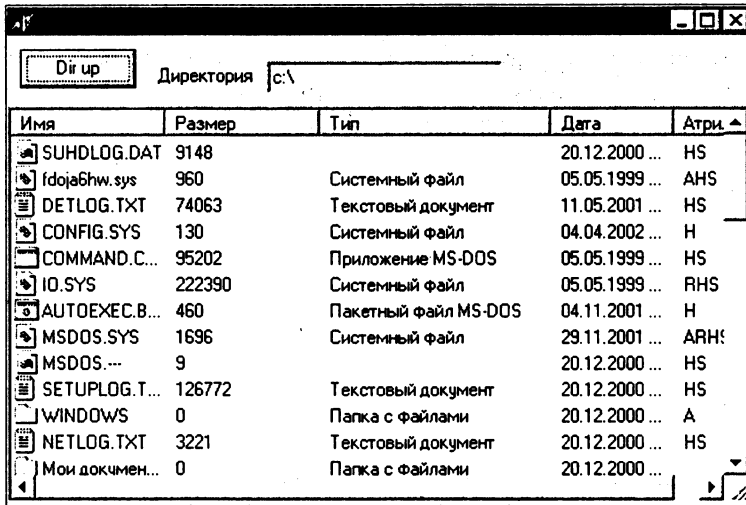 Dir up Директория c:\
Имя Размер Тип Дата Атри
SUHDLOG.DAT 9148 20.12.2000 ... HS
fdoja6hw.sys 960 Системный файл 05.05.1999 ... AHS
DETLOG.TXT 74063 Текстовый документ 11.05.2001 ... HS
CONFIG.SYS 130 Системный файл 04.04.2002 ... H
COMMAND.C... 95202 Приложение MS-DOS 05.05.1999 ... HS
IO.SYS 222390 Системный файл 05.05.1999 ... RHS
AUTOEXEC.B... 460 Пакетный файл MS-DOS 04.11.2001 ... H
MSDOS.SYS 1696 Системный файл 29.11.2001 ... ARHS
MSDOS.--- 9 20.12.2000 ... HS
SETUPLOG.T... 126772 Текстовый документ 20.12.2000 ... HS
WINDOWS 0 Папка с файлами 20.12.2000 ... A
NETLOG.TXT 3221 Текстовый документ 20.12.2000 ... HS
Мои докумен... 0 Папка с файлами 20.12.2000 ...